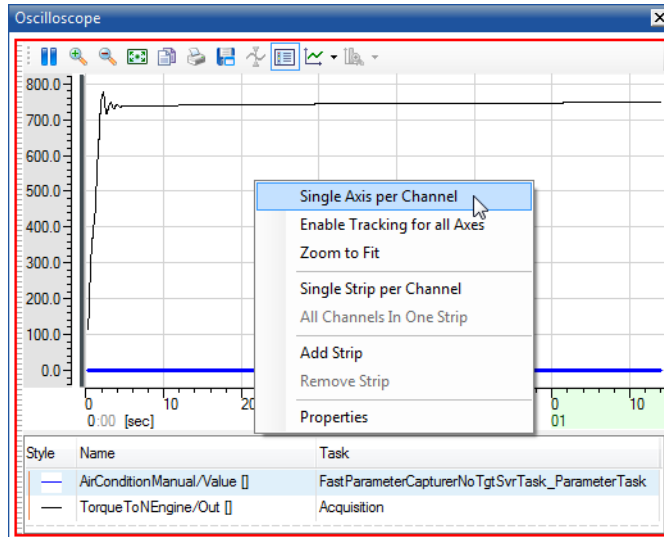 Oscilloscope
800.0
700.0
600.0
500.0
400.0
300.0
200.0
100.0
0.0
Single Axis per Channel
Enable Tracking for all Axes
Zoom to Fit
Single Strip per Channel
All Channels In One Strip
Add Strip
Remove Strip
Properties
0 10 20 0 10
0:00 [sec] 01
Style Name Task
AirConditionManual/Value [] FastParameterCapturerNoTgtSvrTask_ParameterTask
TorqueToNEngine/Out [] Acquisition